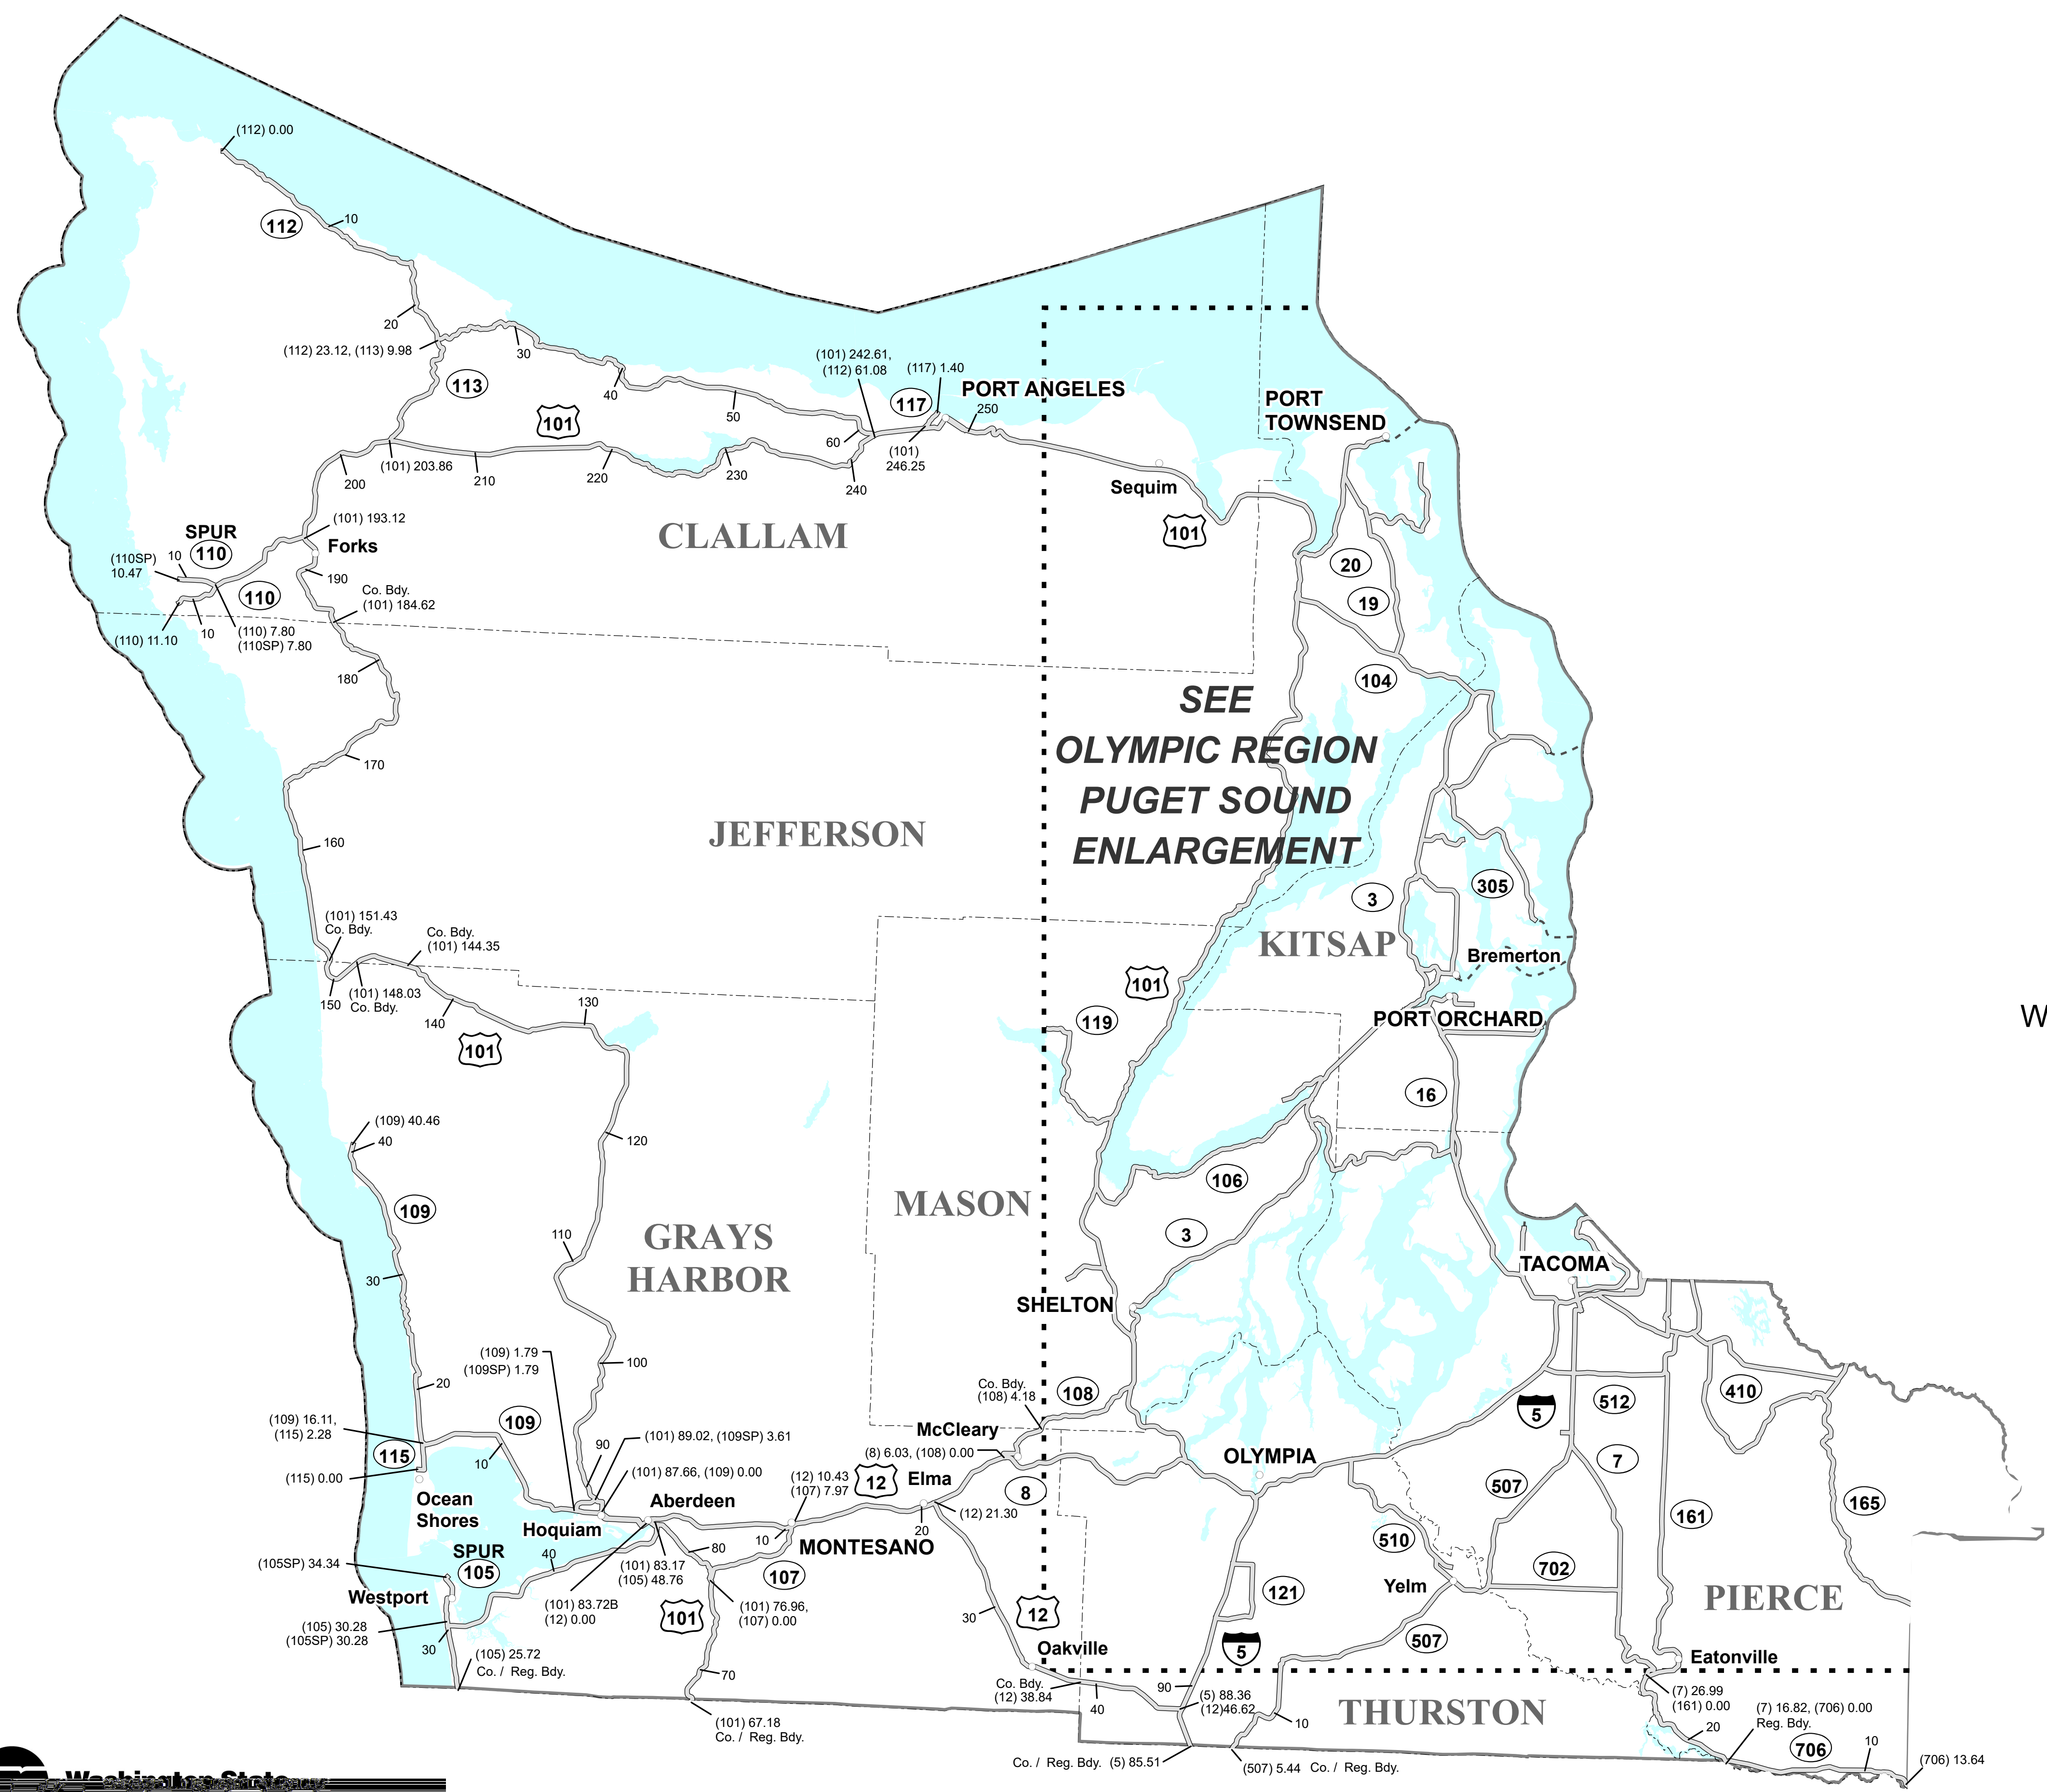 (112) 0.00
112
10
20
(112) 23.12, (113) 9.98
30
113
101
40
50
(101) 242.61,
(112) 61.08
(117) 1.40
117
PORT ANGELES
250
60
(101)
246.25
240
230
220
210
(101) 203.86
200
PORT
TOWNSEND
Sequim
101
CLALLAM
(101) 193.12
Forks
SPUR
110
10
(110SP)
10.47
110
190
Co. Bdy.
(101) 184.62
(110) 11.10
10
(110) 7.80
(110SP) 7.80
180
170
20
19
104
SEE
OLYMPIC REGION
PUGET SOUND
ENLARGEMENT
JEFFERSON
160
305
3
KITSAP
Bremerton
(101) 151.43
Co. Bdy.
Co. Bdy.
(101) 144.35
150
(101) 148.03
Co. Bdy.
140
130
101
101
119
PORT ORCHARD
W
16
(109) 40.46
40
120
109
106
MASON
3
GRAYS
HARBOR
110
30
TACOMA
SHELTON
(109) 1.79
(109SP) 1.79
100
20
Co. Bdy.
(108) 4.18
108
410
512
5
(109) 16.11,
(115) 2.28
109
115
10
90
(101) 89.02, (109SP) 3.61
McCleary
(8) 6.03, (108) 0.00
OLYMPIA
(115) 0.00
(101) 87.66, (109) 0.00
(12) 10.43
(107) 7.97
12
Elma
8
7
507
165
161
Ocean
Shores
Hoquiam
Aberdeen
10
20
(12) 21.30
MONTESANO
510
SPUR
105
40
80
(105SP) 34.34
(101) 83.17
(105) 48.76
107
702
Yelm
Westport
(101) 83.72B
(12) 0.00
101
(101) 76.96,
(107) 0.00
30
12
121
PIERCE
(105) 30.28
(105SP) 30.28
30
(105) 25.72
Co. / Reg. Bdy.
70
Oakville
5
507
Eatonville
Co. Bdy.
(12) 38.84
40
90
(5) 88.36
(12)46.62
10
THURSTON
(7) 26.99
(161) 0.00
20
(7) 16.82, (706) 0.00
Reg. Bdy.
706
10
(706) 13.64
(101) 67.18
Co. / Reg. Bdy.
Co. / Reg. Bdy. (5) 85.51
(507) 5.44 Co. / Reg. Bdy.
Washington State